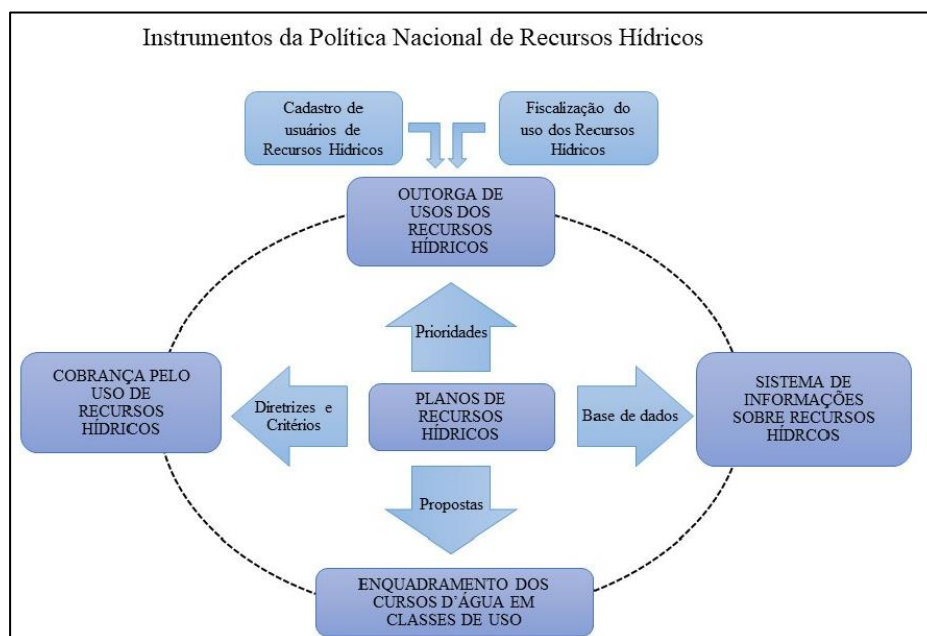 Instrumentos da Política Nacional de Recursos Hídricos
Cadastro de
usuários de
Recursos Hídricos
Fiscalização do
uso dos Recursos
Hídricos
OUTORGA DE
USOS DOS
RECURSOS
HÍDRICOS
Prioridades
COBRANÇA PELO
USO DE
RECURSOS
HÍDRICOS
Diretrizes e
Critérios
PLANOS DE
RECURSOS
HÍDRICOS
Base de dados
SISTEMA DE
INFORMAÇÕES
SOBRE RECURSOS
HÍDRCOS
Propostas
ENQUADRAMENTO DOS
CURSOS D'ÁGUA EM
CLASSES DE USO